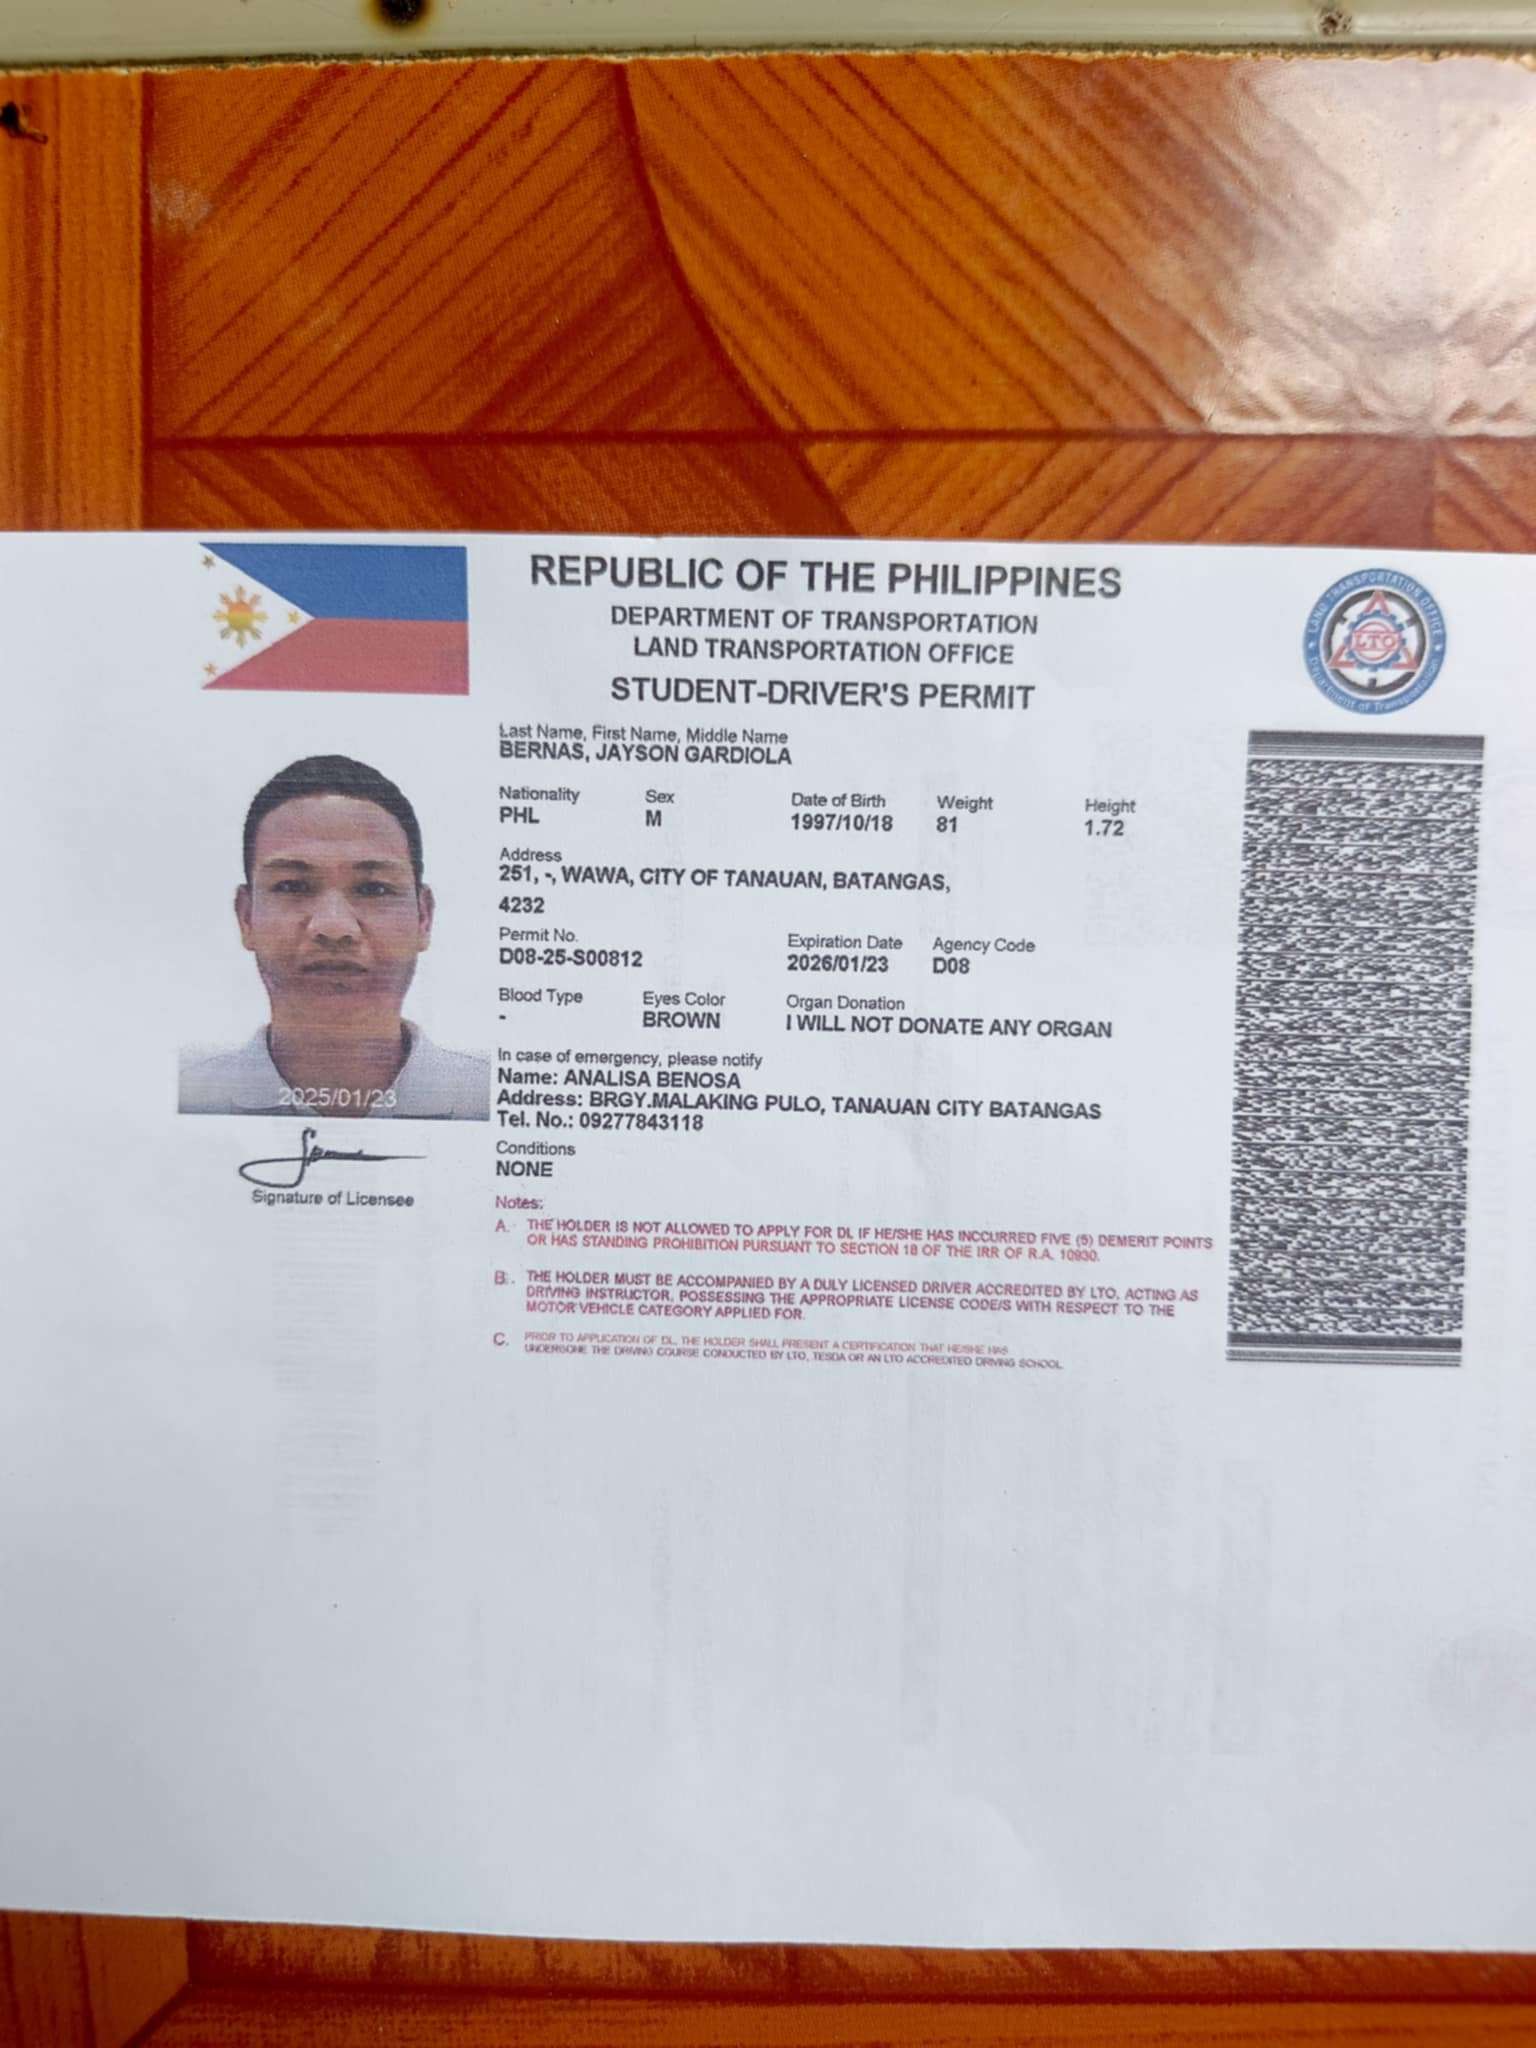 REPUBLIC OF THE PHILIPPINES
DEPARTMENT OF TRANSPORTATION
LAND TRANSPORTATION OFFICE
STUDENT-DRIVER'S PERMIT
LAND TRANSPORTATION OFFICE
LTO
Department of Transportation
Last Name, First Name, Middle Name
BERNAS, JAYSON GARDIOLA
Nationality Sex Date of Birth Weight Height
PHL M 1997/10/18 81 1.72
Address
251, -, WAWA, CITY OF TANAUAN, BATANGAS,
4232
Permit No. Expiration Date Agency Code
D08-25-S00812 2026/01/23 D08
Blood Type Eyes Color Organ Donation
- BROWN I WILL NOT DONATE ANY ORGAN
In case of emergency, please notify
Name: ANALISA BENOSA
Address: BRGY.MALAKING PULO, TANAUAN CITY BATANGAS
Tel. No.: 09277843118
2025/01/23
Signature of Licensee
Conditions
NONE
Notes:
A. THE HOLDER IS NOT ALLOWED TO APPLY FOR DL IF HE/SHE HAS INCCURRED FIVE (5) DEMERIT POINTS
OR HAS STANDING PROHIBITION PURSUANT TO SECTION 18 OF THE IRR OF R.A. 10930.
B. THE HOLDER MUST BE ACCOMPANIED BY A DULY LICENSED DRIVER ACCREDITED BY LTO, ACTING AS
DRIVING INSTRUCTOR, POSSESSING THE APPROPRIATE LICENSE CODE/S WITH RESPECT TO THE
MOTOR VEHICLE CATEGORY APPLIED FOR.
C. PRIOR TO APPLICATION OF DL, THE HOLDER SHALL PRESENT A CERTIFICATION THAT HE/SHE HAS
UNDERGONE THE DRIVING COURSE CONDUCTED BY LTO, TESDA OR AN LTO ACCREDITED DRIVING SCHOOL